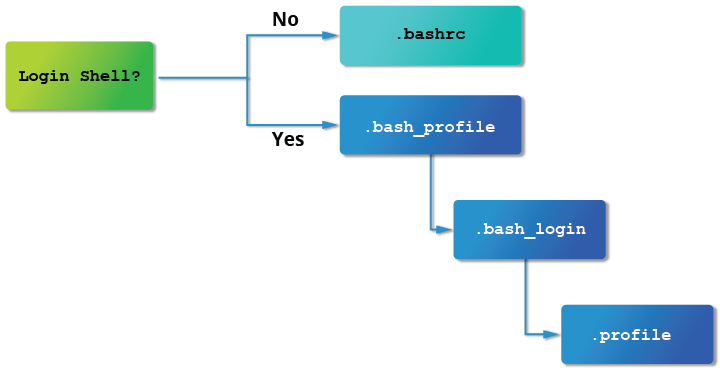 No
.bashrc
Login Shell?
.bash_profile
Yes
.bash_login
.profile